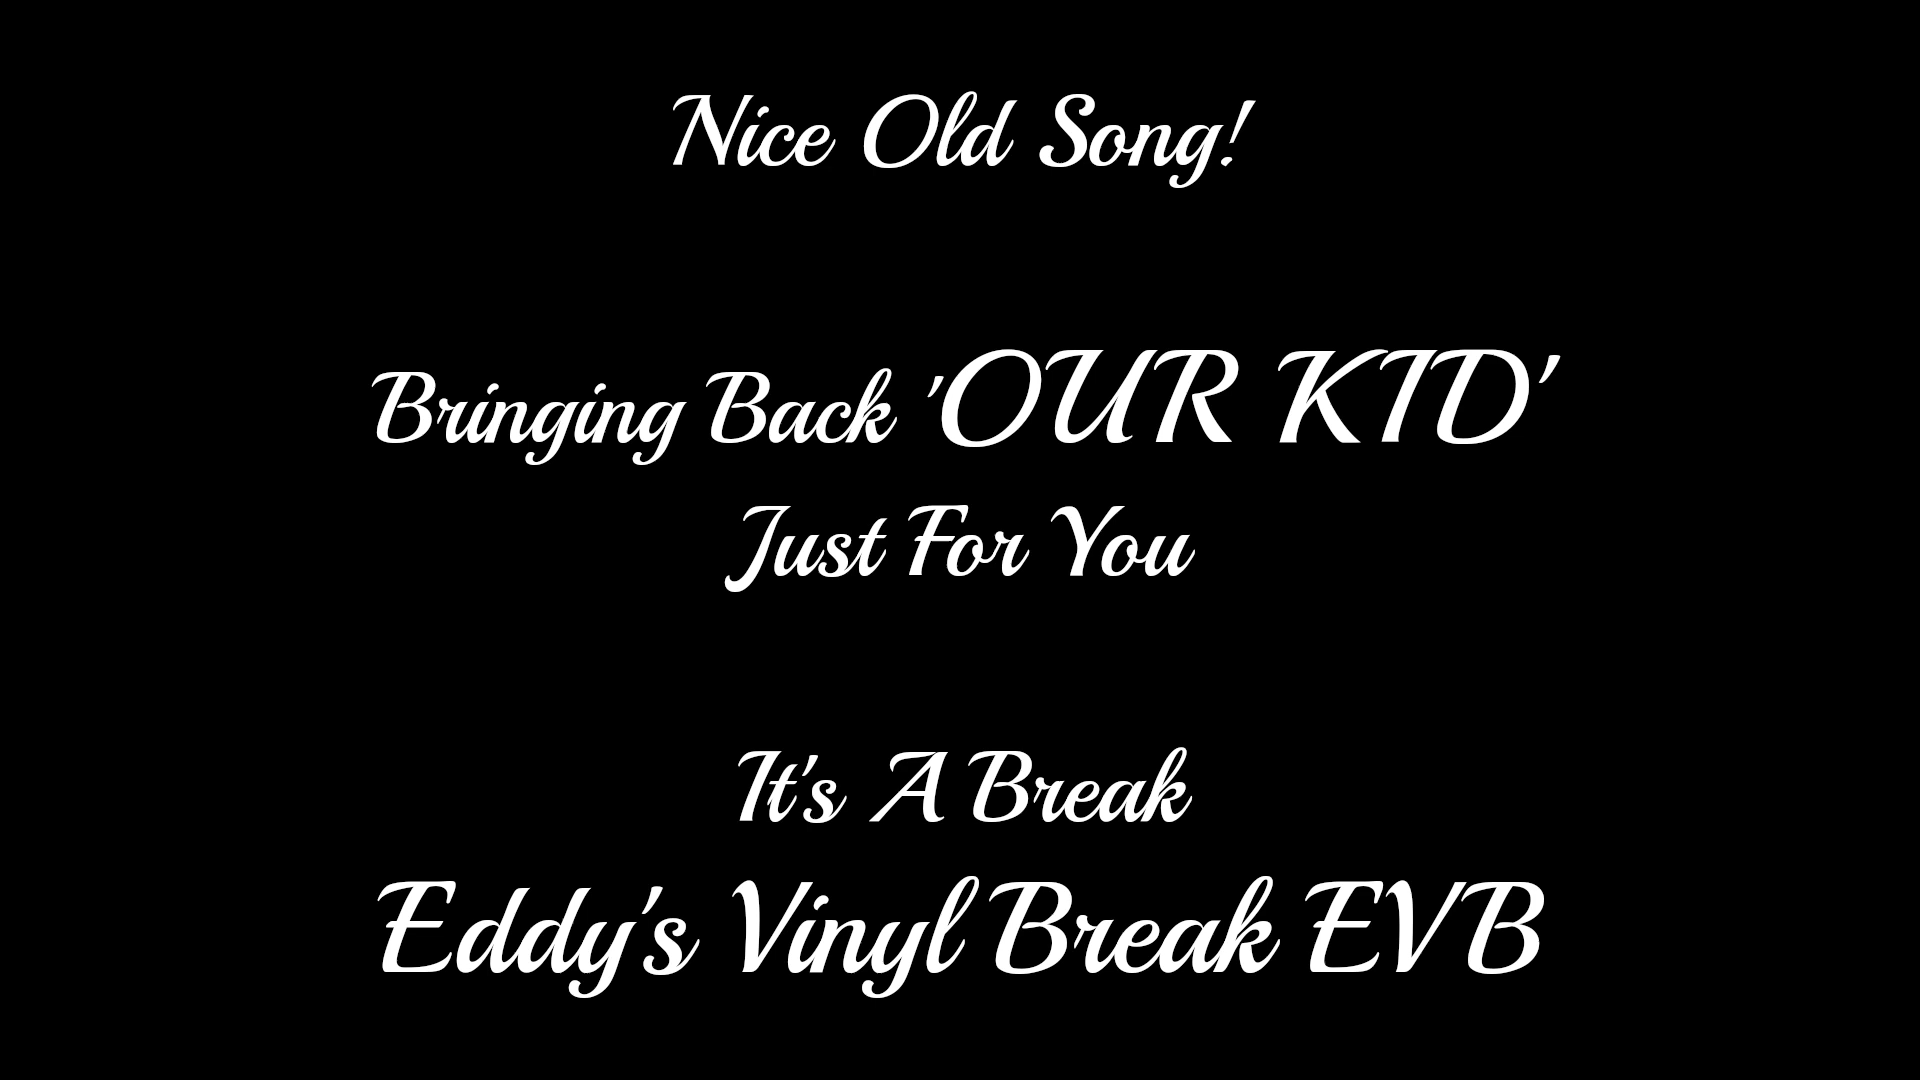 Nice Old Song!
Bringing Back 'OUR KID'
Just For You
It's A Break
Eddy's Vinyl Break EVB